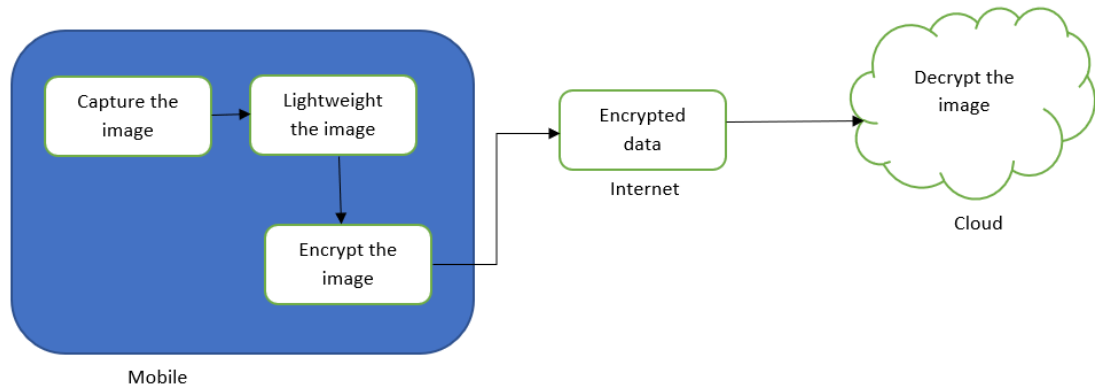 Capture the
image
Lightweight
the image
Encrypt the
image
Mobile
Encrypted
data
Internet
Decrypt the
image
Cloud